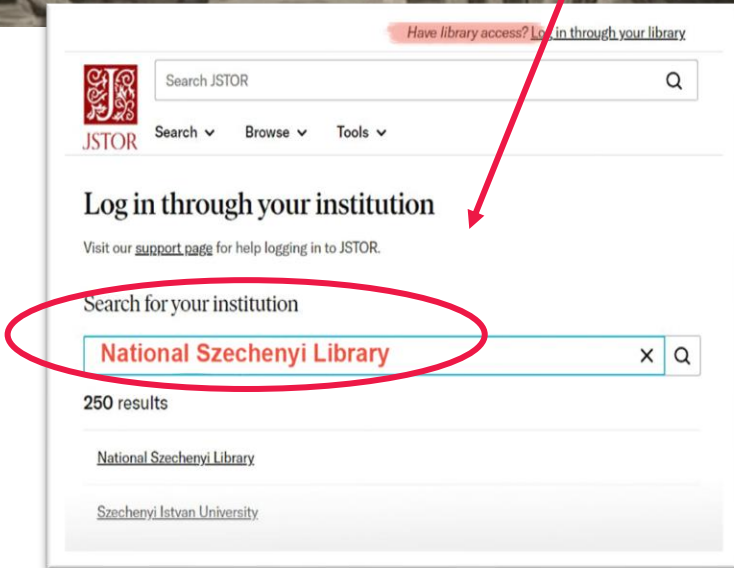 Have library access? Log in through your library
Search JSTOR
JSTOR
Search Browse Tools
Log in through your institution
Visit our support page for help logging in to JSTOR.
Search for your institution
National Szechenyi Library
250 results
National Szechenyi Library
Szechenyi Istvan University